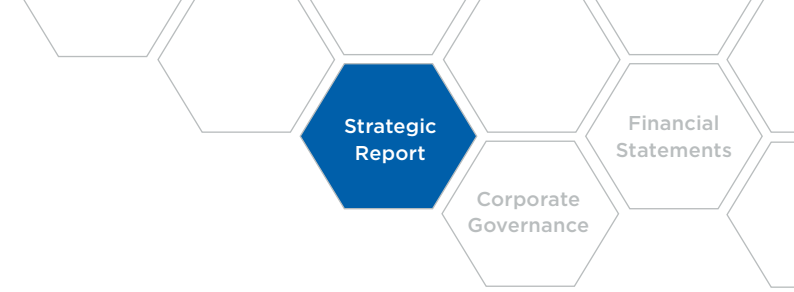 Strategic
Report
Financial
Statements
Corporate
Governance